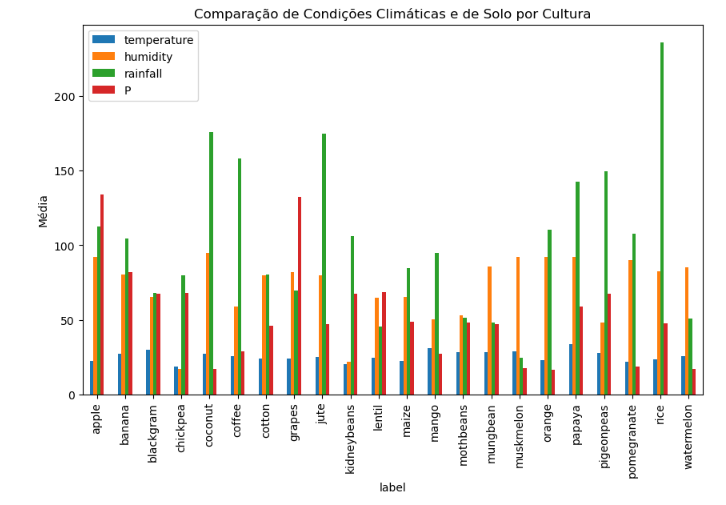 Comparação de Condições Climáticas e de Solo por Cultura
temperature
humidity
rainfall
P
Média
200
150
100
50
0
apple
banana
blackgram
chickpea
coconut
coffee
cotton
grapes
jute
kidneybeans
lentil
maize
mango
mothbeans
mungbean
muskmelon
orange
papaya
pigeonpeas
pomegranate
rice
watermelon
label